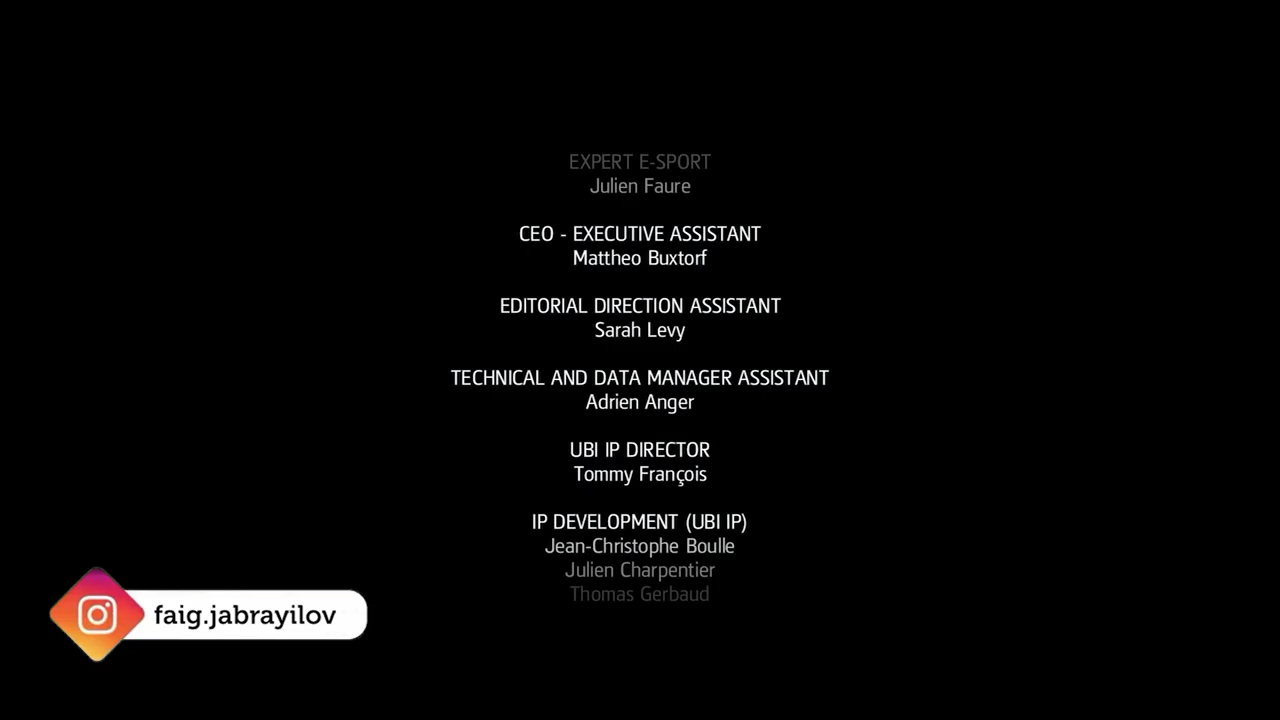 EXPERT E-SPORT
Julien Faure
CEO - EXECUTIVE ASSISTANT
Mattheo Buxtorf
EDITORIAL DIRECTION ASSISTANT
Sarah Levy
TECHNICAL AND DATA MANAGER ASSISTANT
Adrien Anger
UBI IP DIRECTOR
Tommy François
IP DEVELOPMENT (UBI IP)
Jean-Christophe Boulle
Julien Charpentier
Thomas Gerbaud
faig.jabrayilov